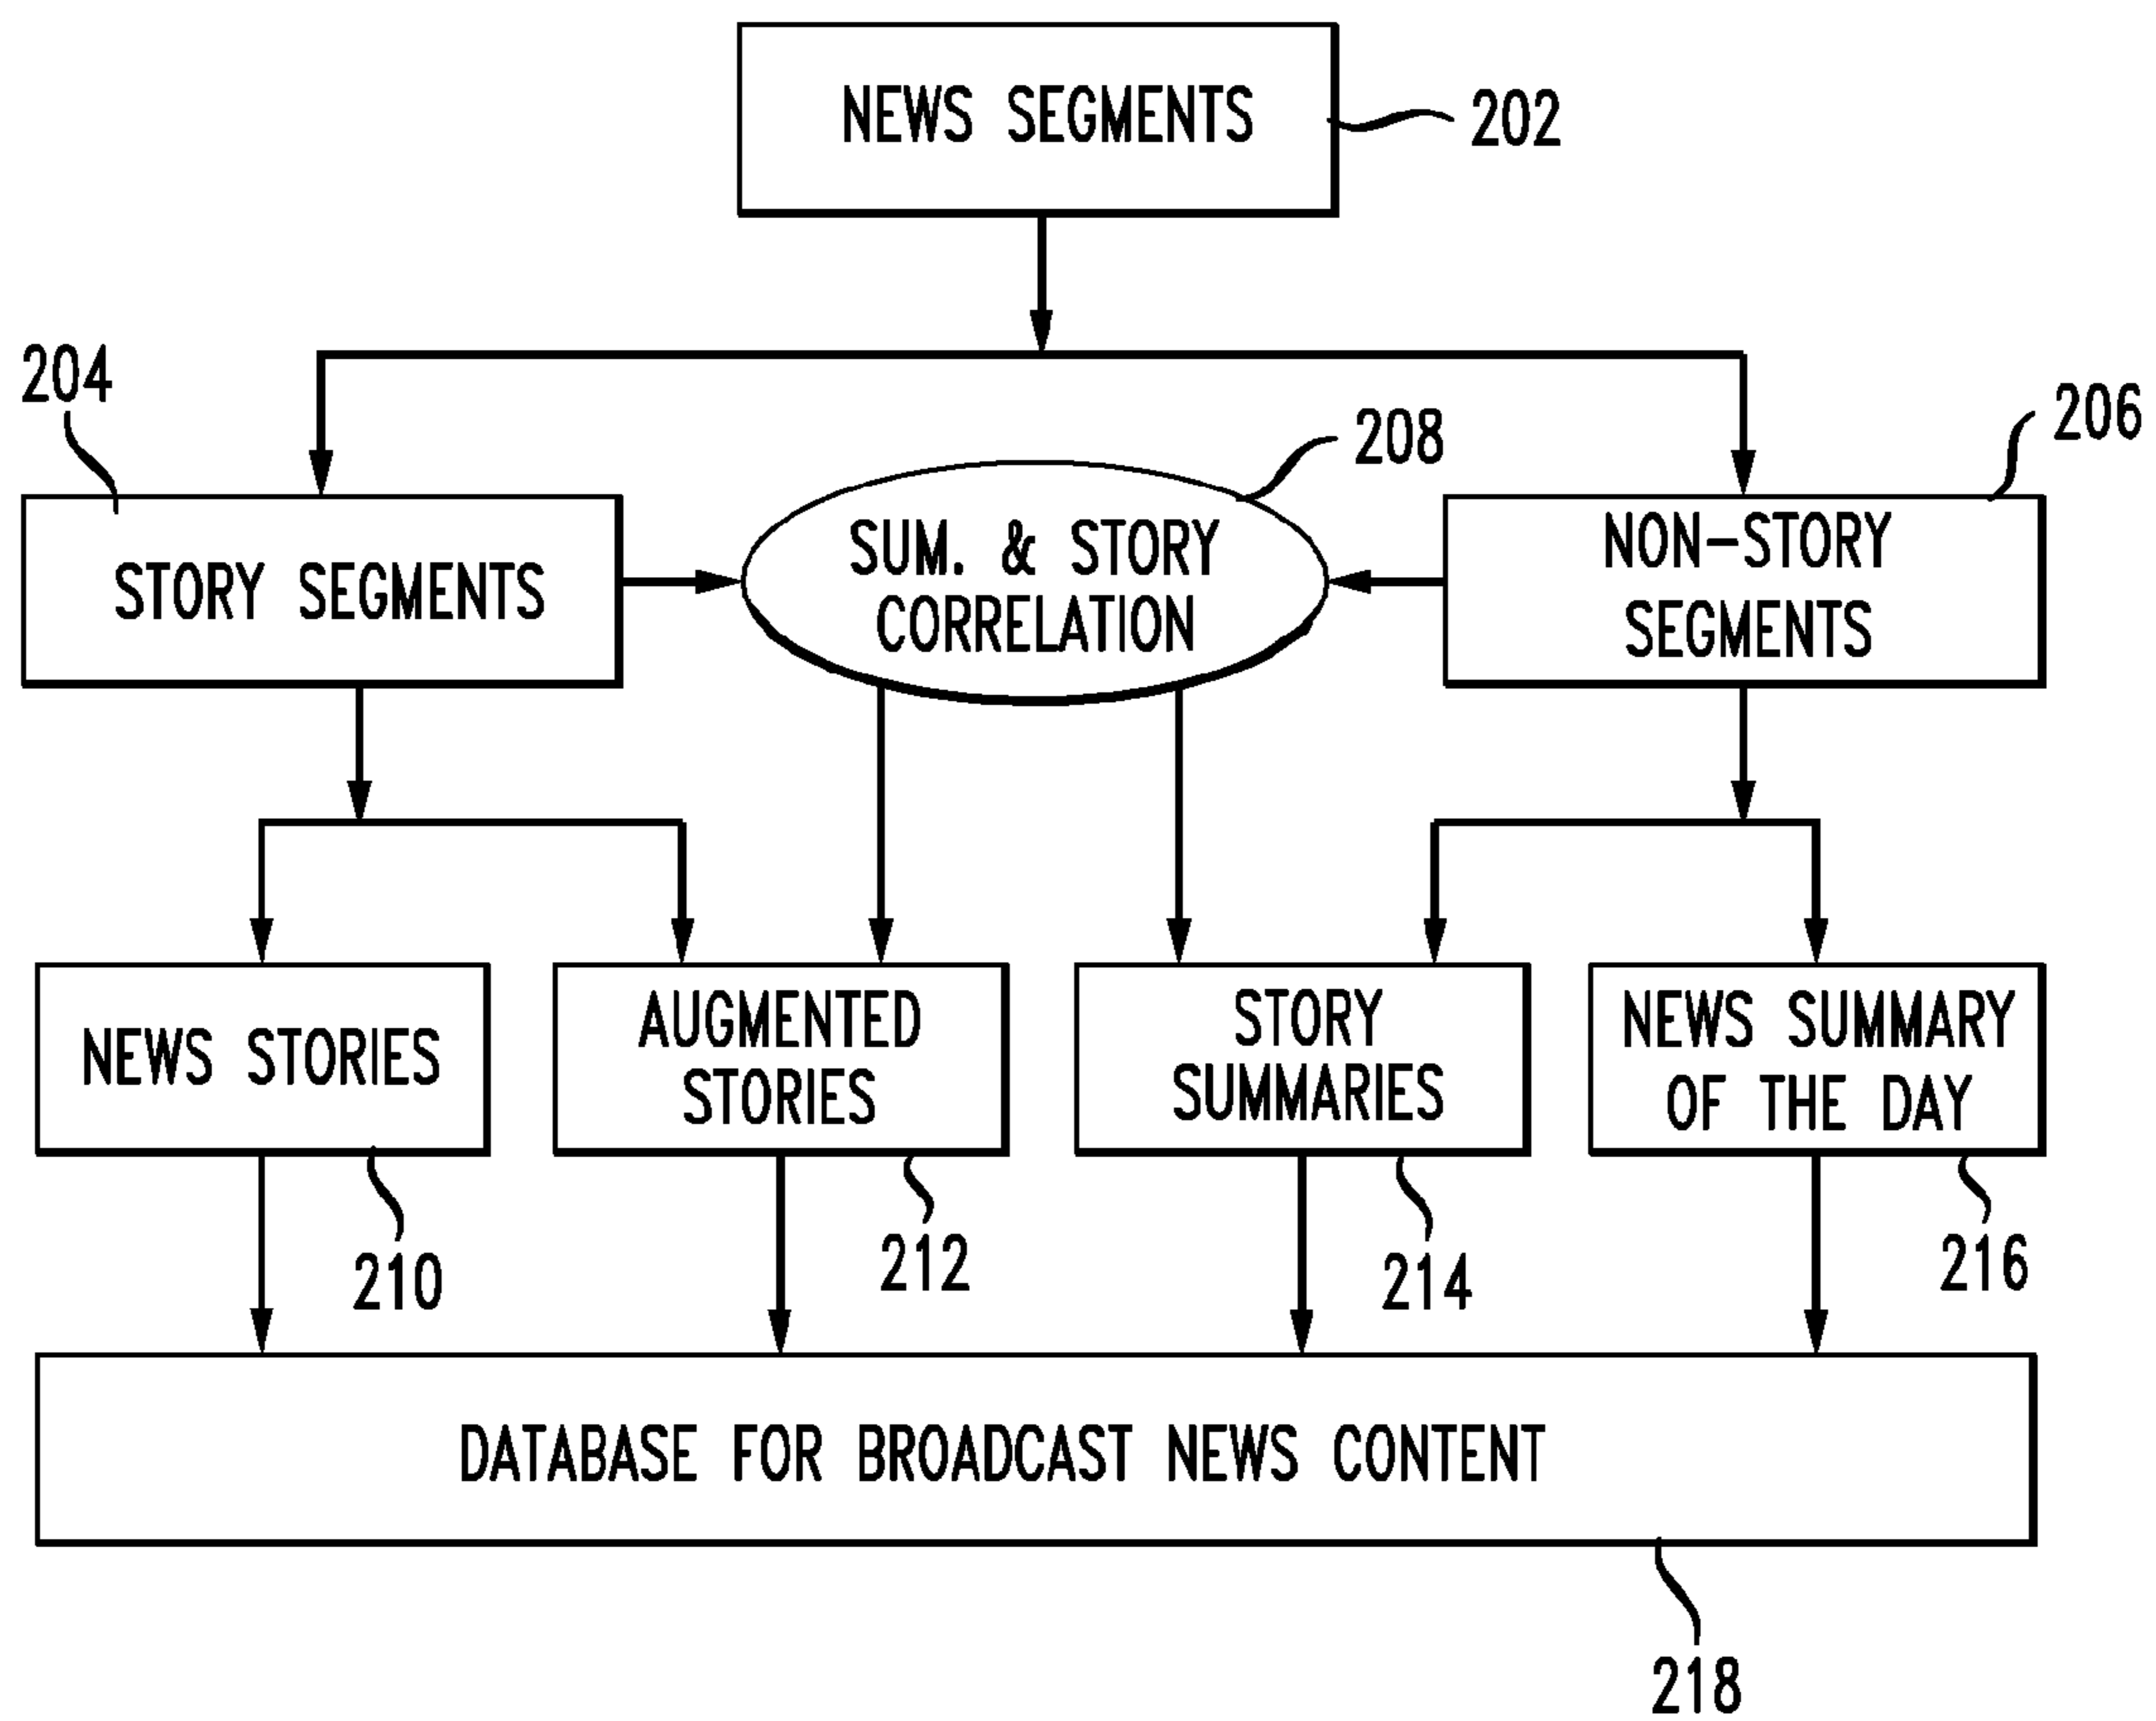 NEWS SEGMENTS
202
204
206
208
STORY SEGMENTS
SUM. & STORY
CORRELATION
NON-STORY
SEGMENTS
NEWS STORIES
AUGMENTED
STORIES
STORY
SUMMARIES
NEWS SUMMARY
OF THE DAY
210
212
214
216
DATABASE FOR BROADCAST NEWS CONTENT
218